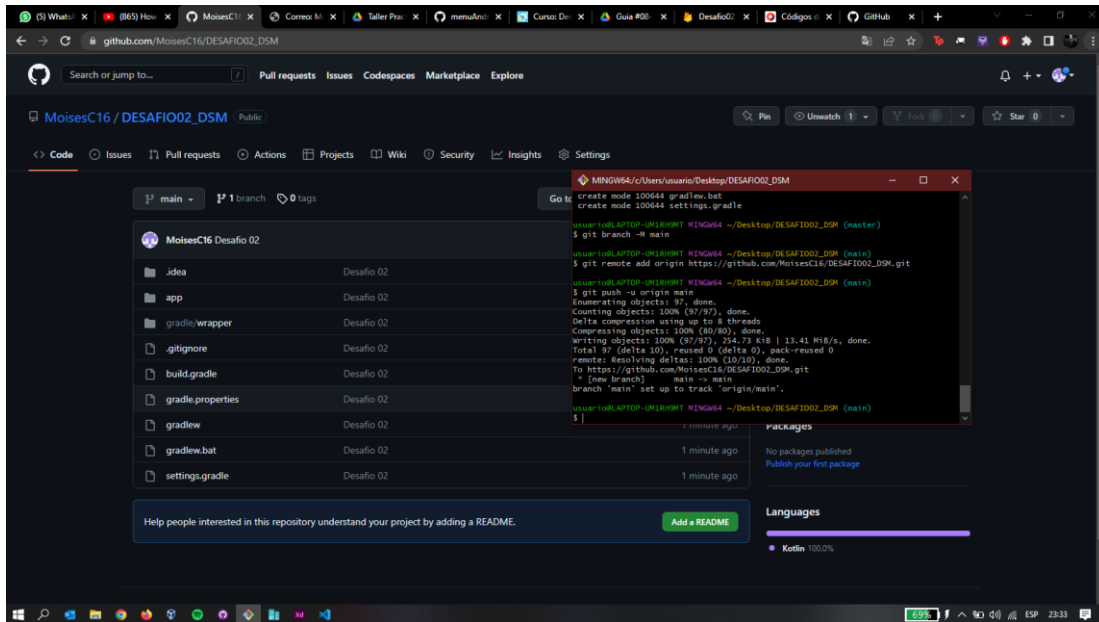 (5) WhatsA
(865) How
MoisesC1
Correo: M
Taller Prac
menuAnd
Curso: De
Guia #08-
Desafio02
Códigos d
GitHub
github.com/MoisesC16/DESAFIO02_DSM
Search or jump to... /
Pull requests Issues Codespaces Marketplace Explore
MoisesC16 / DESAFIO02_DSM Public
Pin Unwatch 1 Fork 0 Star 0
Code Issues Pull requests Actions Projects Wiki Security Insights Settings
main 1 branch 0 tags Go to
MoisesC16 Desafio 02
.idea Desafio 02
app Desafio 02
gradle/wrapper Desafio 02
.gitignore Desafio 02
build.gradle Desafio 02
gradle.properties Desafio 02
gradlew Desafio 02 1 minute ago
gradlew.bat Desafio 02 1 minute ago
settings.gradle Desafio 02 1 minute ago
Help people interested in this repository understand your project by adding a README. Add a README
MINGW64:/c/Users/usuario/Desktop/DESAFIO02_DSM
create mode 100644 gradlew.bat
create mode 100644 settings.gradle
usuario@LAPTOP-UM1RH9MT MINGW64 ~/Desktop/DESAFIO02_DSM (master)
$ git branch -M main
usuario@LAPTOP-UM1RH9MT MINGW64 ~/Desktop/DESAFIO02_DSM (main)
$ git remote add origin https://github.com/MoisesC16/DESAFIO02_DSM.git
usuario@LAPTOP-UM1RH9MT MINGW64 ~/Desktop/DESAFIO02_DSM (main)
$ git push -u origin main
Enumerating objects: 97, done.
Counting objects: 100% (97/97), done.
Delta compression using up to 8 threads
Compressing objects: 100% (80/80), done.
Writing objects: 100% (97/97), 254.73 KiB | 13.41 MiB/s, done.
Total 97 (delta 10), reused 0 (delta 0), pack-reused 0
remote: Resolving deltas: 100% (10/10), done.
To https://github.com/MoisesC16/DESAFIO02_DSM.git
* [new branch] main -> main
branch 'main' set up to track 'origin/main'.
usuario@LAPTOP-UM1RH9MT MINGW64 ~/Desktop/DESAFIO02_DSM (main)
$
Packages
No packages published
Publish your first package
Languages
Kotlin 100.0%
69% ESP 23:33